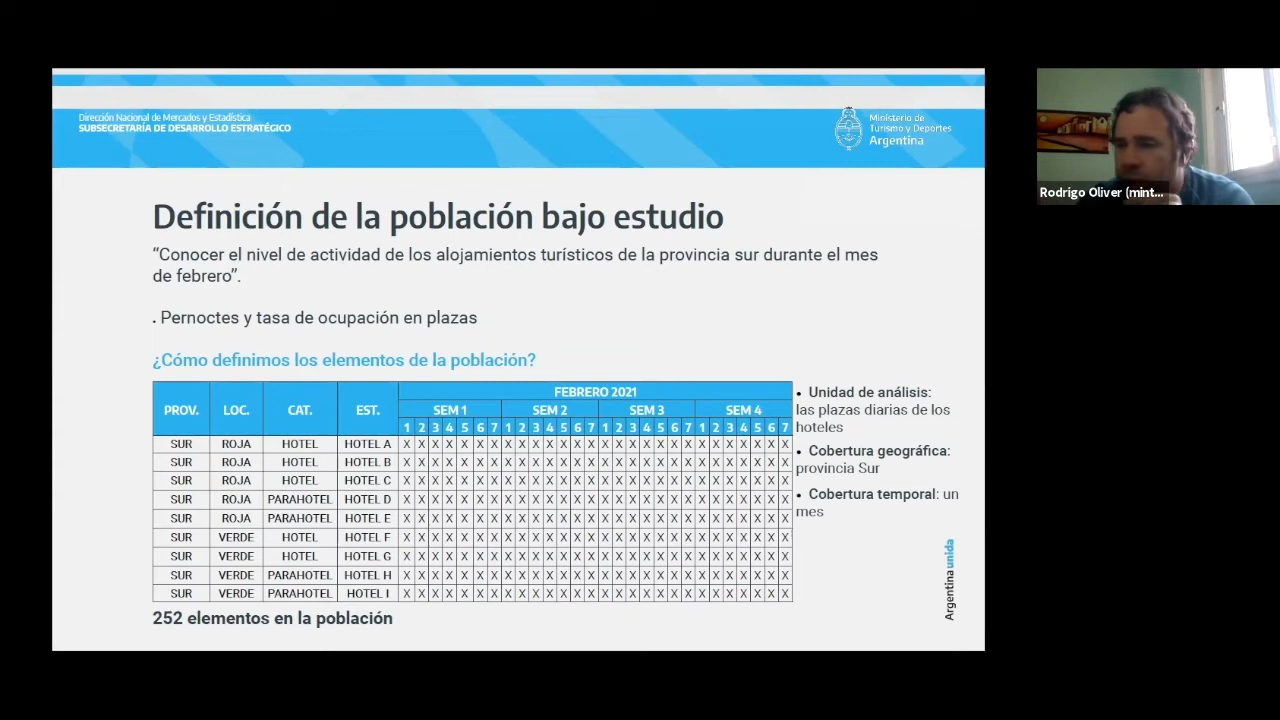 Dirección Nacional de Mercados y Estadística
SUBSECRETARÍA DE DESARROLLO ESTRATÉGICO
Ministerio de
Turismo y Deportes
Argentina
Rodrigo Oliver (mint...
Definición de la población bajo estudio
“Conocer el nivel de actividad de los alojamientos turísticos de la provincia sur durante el mes
de febrero”.
. Pernoctes y tasa de ocupación en plazas
¿Cómo definimos los elementos de la población?
PROV. LOC. CAT. EST. FEBRERO 2021
SEM 1 SEM 2 SEM 3 SEM 4
1 2 3 4 5 6 7 1 2 3 4 5 6 7 1 2 3 4 5 6 7 1 2 3 4 5 6 7
SUR ROJA HOTEL HOTEL A X X X X X X X X X X X X X X X X X X X X X X X X X X X X
SUR ROJA HOTEL HOTEL B X X X X X X X X X X X X X X X X X X X X X X X X X X X X
SUR ROJA HOTEL HOTEL C X X X X X X X X X X X X X X X X X X X X X X X X X X X X
SUR ROJA PARAHOTEL HOTEL D X X X X X X X X X X X X X X X X X X X X X X X X X X X X
SUR ROJA PARAHOTEL HOTEL E X X X X X X X X X X X X X X X X X X X X X X X X X X X X
SUR VERDE HOTEL HOTEL F X X X X X X X X X X X X X X X X X X X X X X X X X X X X
SUR VERDE HOTEL HOTEL G X X X X X X X X X X X X X X X X X X X X X X X X X X X X
SUR VERDE PARAHOTEL HOTEL H X X X X X X X X X X X X X X X X X X X X X X X X X X X X
SUR VERDE PARAHOTEL HOTEL I X X X X X X X X X X X X X X X X X X X X X X X X X X X X
252 elementos en la población
• Unidad de análisis:
las plazas diarias de los
hoteles
• Cobertura geográfica:
provincia Sur
• Cobertura temporal: un
mes
Argentina unida